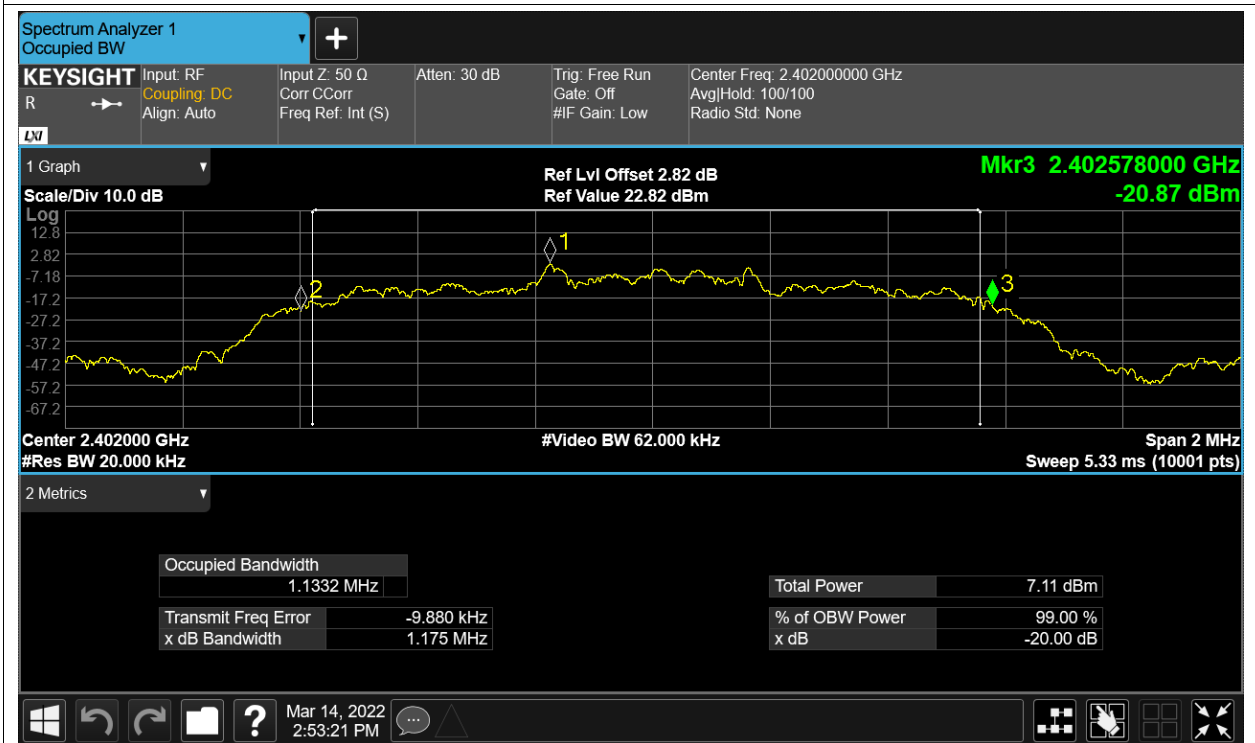 Spectrum Analyzer 1
Occupied BW
KEYSIGHT
R
LXI
Input: RF
Coupling: DC
Align: Auto
Input Z: 50 Ω
Corr CCorr
Freq Ref: Int (S)
Atten: 30 dB
Trig: Free Run
Gate: Off
#IF Gain: Low
Center Freq: 2.402000000 GHz
Avg|Hold: 100/100
Radio Std: None
1 Graph
Scale/Div 10.0 dB
Ref Lvl Offset 2.82 dB
Ref Value 22.82 dBm
Mkr3 2.402578000 GHz
-20.87 dBm
Log
12.8
2.82
-7.18
-17.2
-27.2
-37.2
-47.2
-57.2
-67.2
1
2
3
Center 2.402000 GHz
#Video BW 62.000 kHz
Span 2 MHz
#Res BW 20.000 kHz
Sweep 5.33 ms (10001 pts)
2 Metrics
Occupied Bandwidth
1.1332 MHz
Total Power 7.11 dBm
Transmit Freq Error -9.880 kHz
% of OBW Power 99.00 %
x dB Bandwidth 1.175 MHz
x dB -20.00 dB
?
Mar 14, 2022
2:53:21 PM